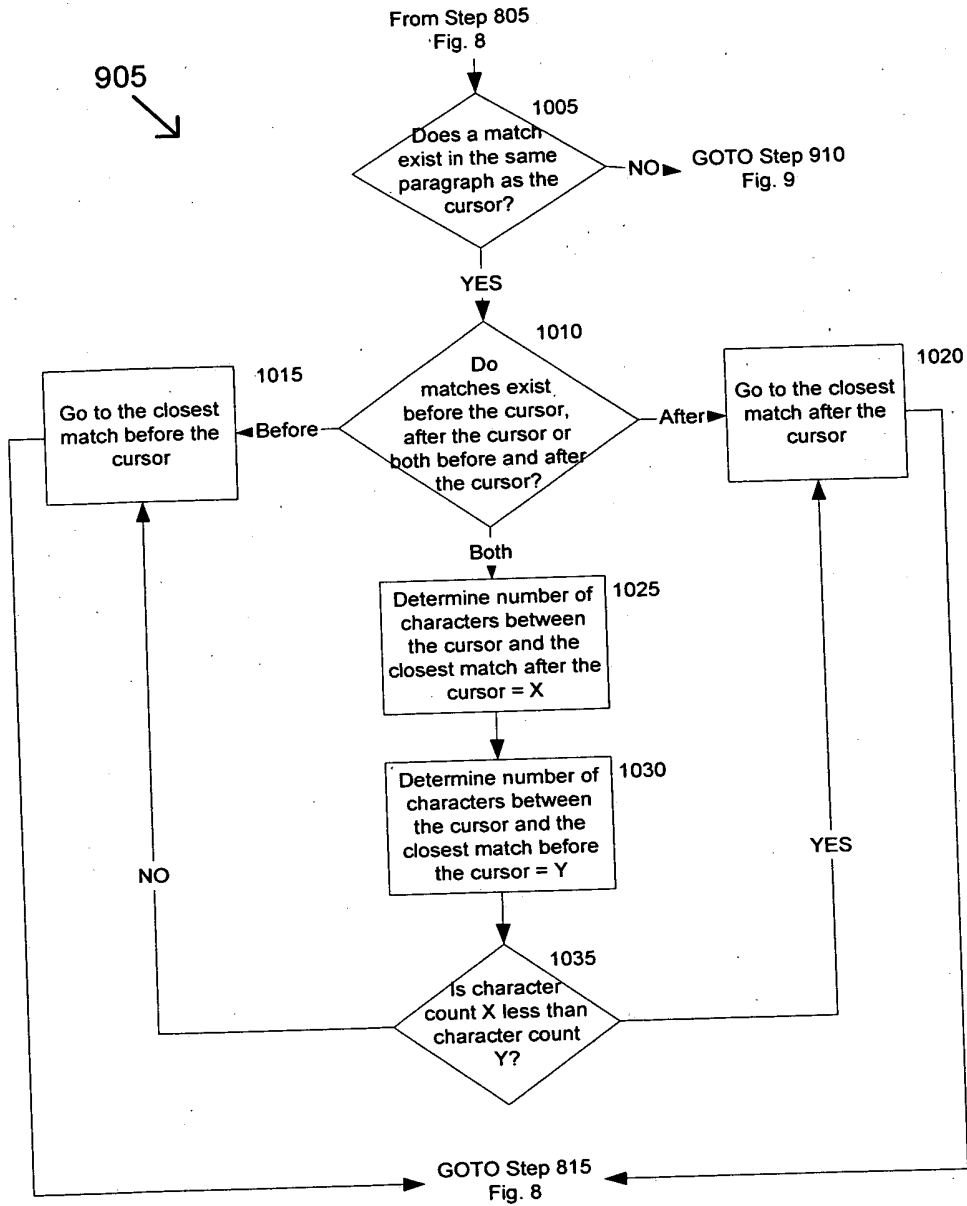 From Step 805
Fig. 8
905
1005
Does a match
exist in the same
paragraph as the
cursor?
NO
GOTO Step 910
Fig. 9
YES
1010
Do
matches exist
before the cursor,
after the cursor or
both before and after
the cursor?
Before
1015
Go to the closest
match before the
cursor
After
1020
Go to the closest
match after the
cursor
Both
1025
Determine number of
characters between
the cursor and the
closest match after the
cursor = X
1030
Determine number of
characters between
the cursor and the
closest match before
the cursor = Y
NO
YES
1035
Is character
count X less than
character count
Y?
GOTO Step 815
Fig. 8